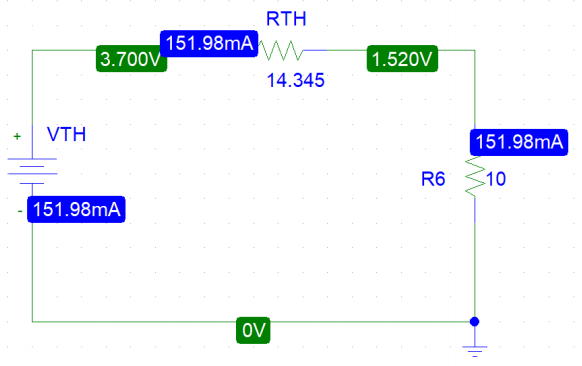 RTH
3.700V
151.98mA
1.520V
14.345
+
VTH
151.98mA
R6
10
-
151.98mA
0V